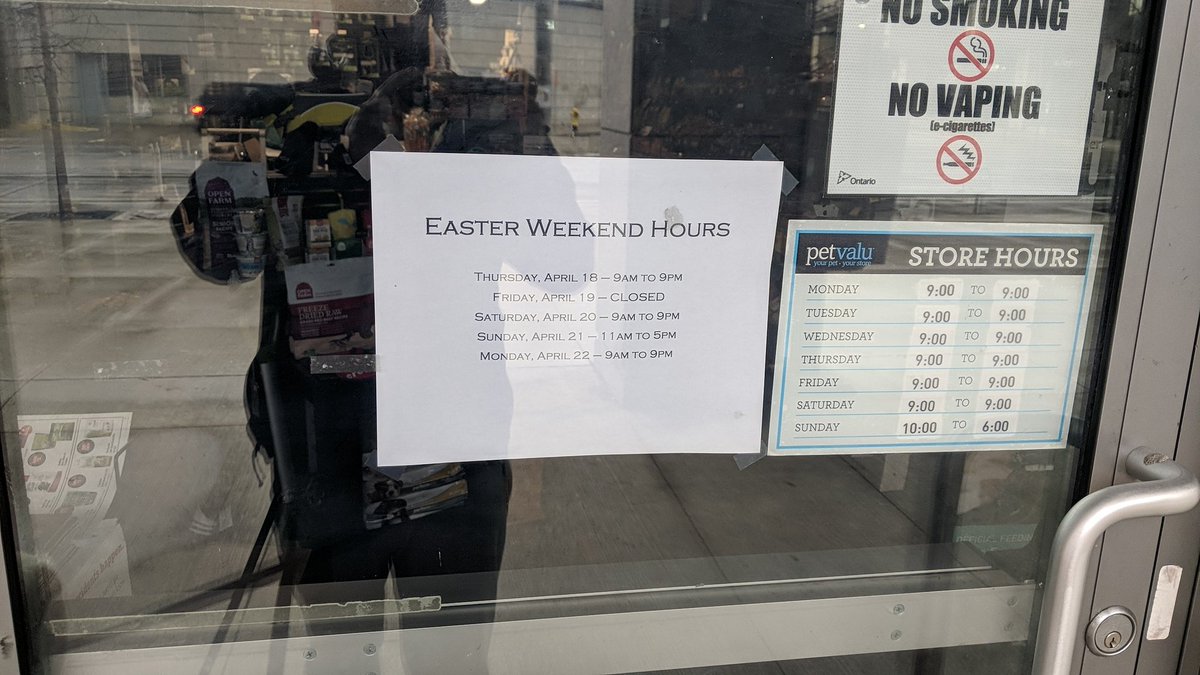 NO SMOKING
NO VAPING
(e-cigarettes)
Ontario
EASTER WEEKEND HOURS
THURSDAY, APRIL 18 – 9AM TO 9PM
FRIDAY, APRIL 19 – CLOSED
SATURDAY, APRIL 20 – 9AM TO 9PM
SUNDAY, APRIL 21 – 11AM TO 5PM
MONDAY, APRIL 22 – 9AM TO 9PM
petvalu STORE HOURS
your pet · your store
MONDAY 9:00 TO 9:00
TUESDAY 9:00 TO 9:00
WEDNESDAY 9:00 TO 9:00
THURSDAY 9:00 TO 9:00
FRIDAY 9:00 TO 9:00
SATURDAY 9:00 TO 9:00
SUNDAY 10:00 TO 6:00
OPEN
FARM
OPEN
FARM
FREEZE
DRIED RAW
OFFICIAL FEEDING